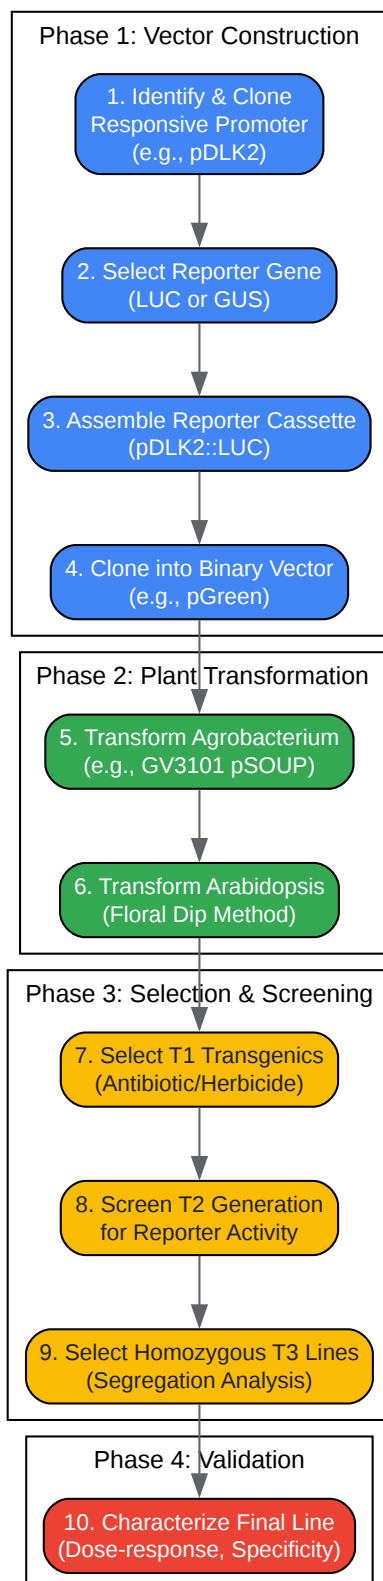 Phase 1: Vector Construction
1. Identify & Clone
Responsive Promoter
(e.g., pDLK2)
2. Select Reporter Gene
(LUC or GUS)
3. Assemble Reporter Cassette
(pDLK2::LUC)
4. Clone into Binary Vector
(e.g., pGreen)
Phase 2: Plant Transformation
5. Transform Agrobacterium
(e.g., GV3101 pSOUP)
6. Transform Arabidopsis
(Floral Dip Method)
Phase 3: Selection & Screening
7. Select T1 Transgenics
(Antibiotic/Herbicide)
8. Screen T2 Generation
for Reporter Activity
9. Select Homozygous T3 Lines
(Segregation Analysis)
Phase 4: Validation
10. Characterize Final Line
(Dose-response, Specificity)